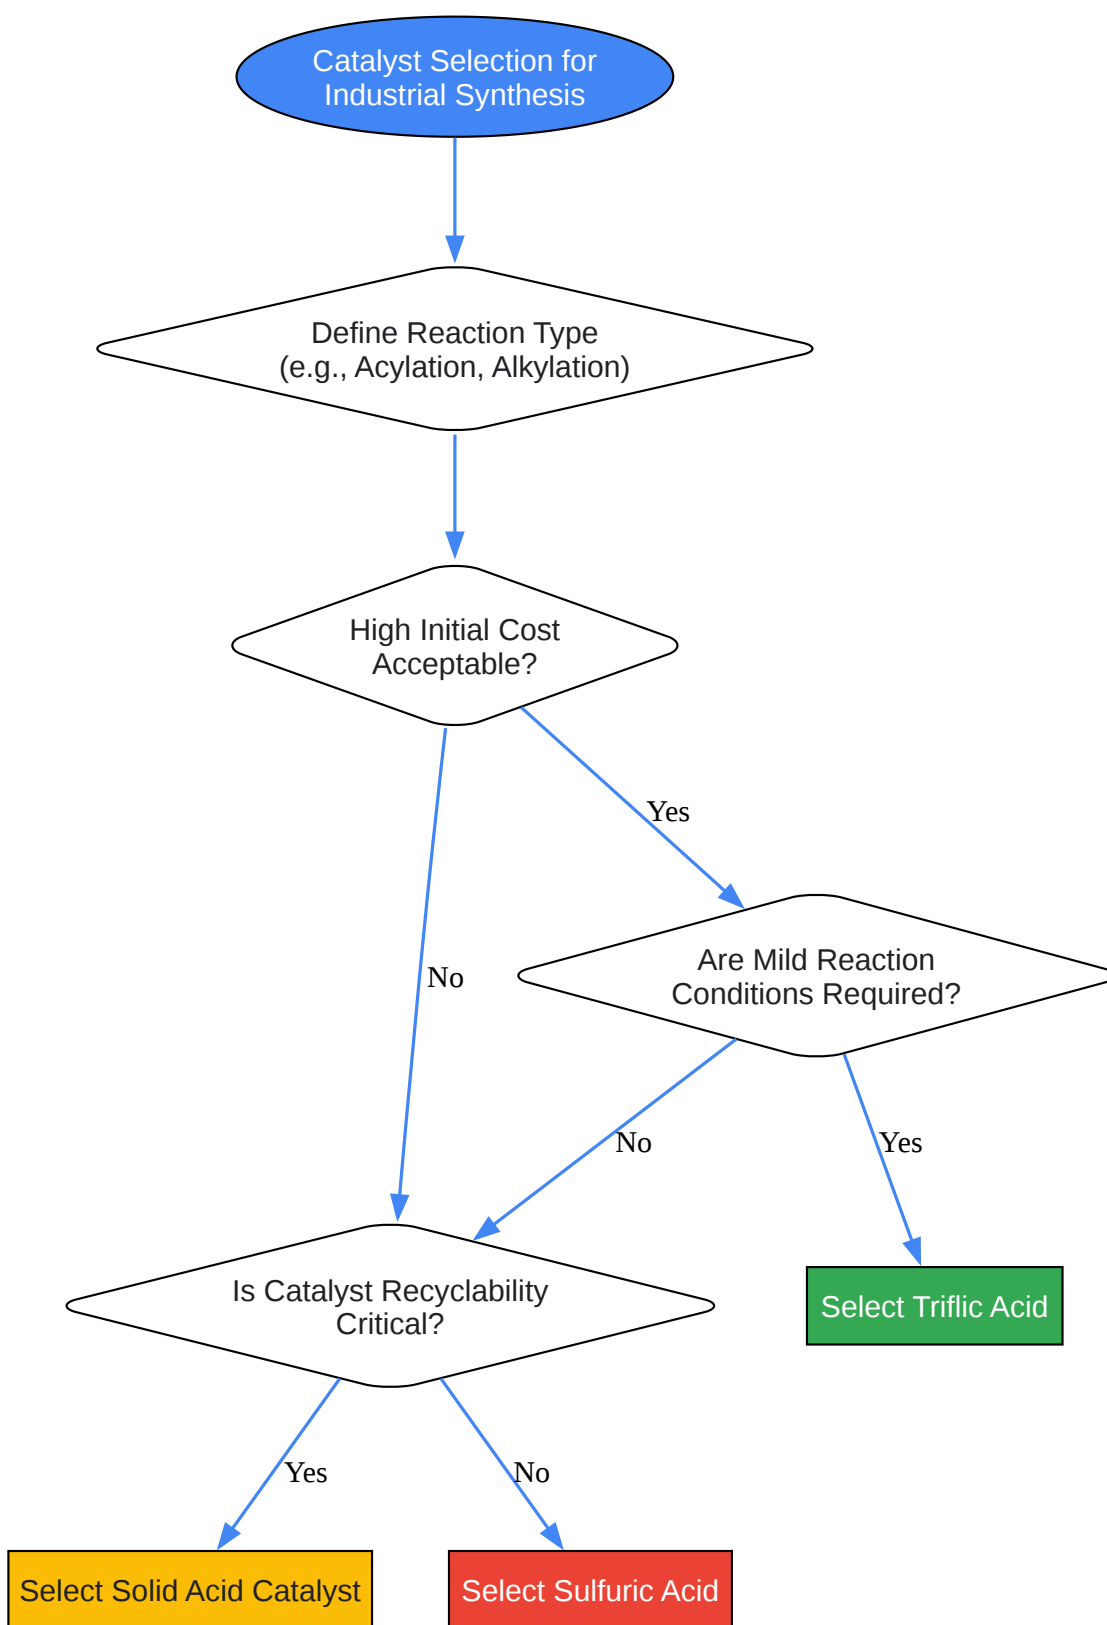 Catalyst Selection for
Industrial Synthesis
Define Reaction Type
(e.g., Acylation, Alkylation)
High Initial Cost
Acceptable?
Yes
No
Are Mild Reaction
Conditions Required?
No
Yes
Is Catalyst Recyclability
Critical?
Select Triflic Acid
Yes
No
Select Solid Acid Catalyst
Select Sulfuric Acid